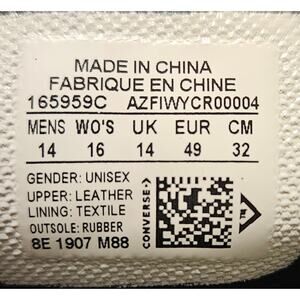 MADE IN CHINA
FABRIQUE EN CHINE
165959C AZFIWYCR00004
MENS WO'S UK EUR CM
14 16 14 49 32
GENDER: UNISEX
UPPER: LEATHER
LINING: TEXTILE
OUTSOLE: RUBBER
8E 1907 M88
CONVERSE->
E